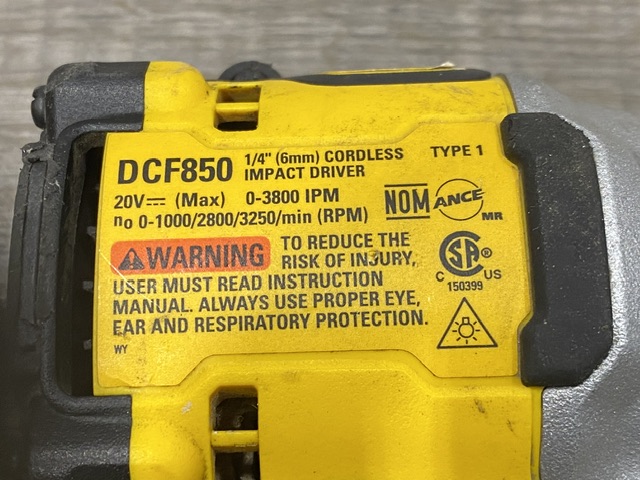 DCF850 1/4" (6mm) CORDLESS IMPACT DRIVER TYPE 1
20V⎓ (Max) 0-3800 IPM
no 0-1000/2800/3250/min (RPM)
NOM ANCE MR
⚠WARNING TO REDUCE THE RISK OF INJURY,
USER MUST READ INSTRUCTION
MANUAL. ALWAYS USE PROPER EYE,
EAR AND RESPIRATORY PROTECTION.
WY
C SA US
150399